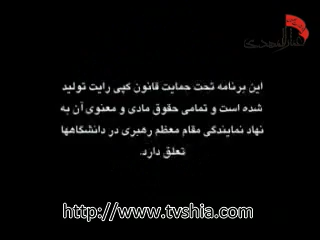 این برنامه تحت حمایت قانون کپی رایت تولید
شده است و تمامی حقوق مادی و معنوی آن به
نهاد نمایندگی مقام معظم رهبری در دانشگاهها
تعلق دارد.
http://www.tvshia.com